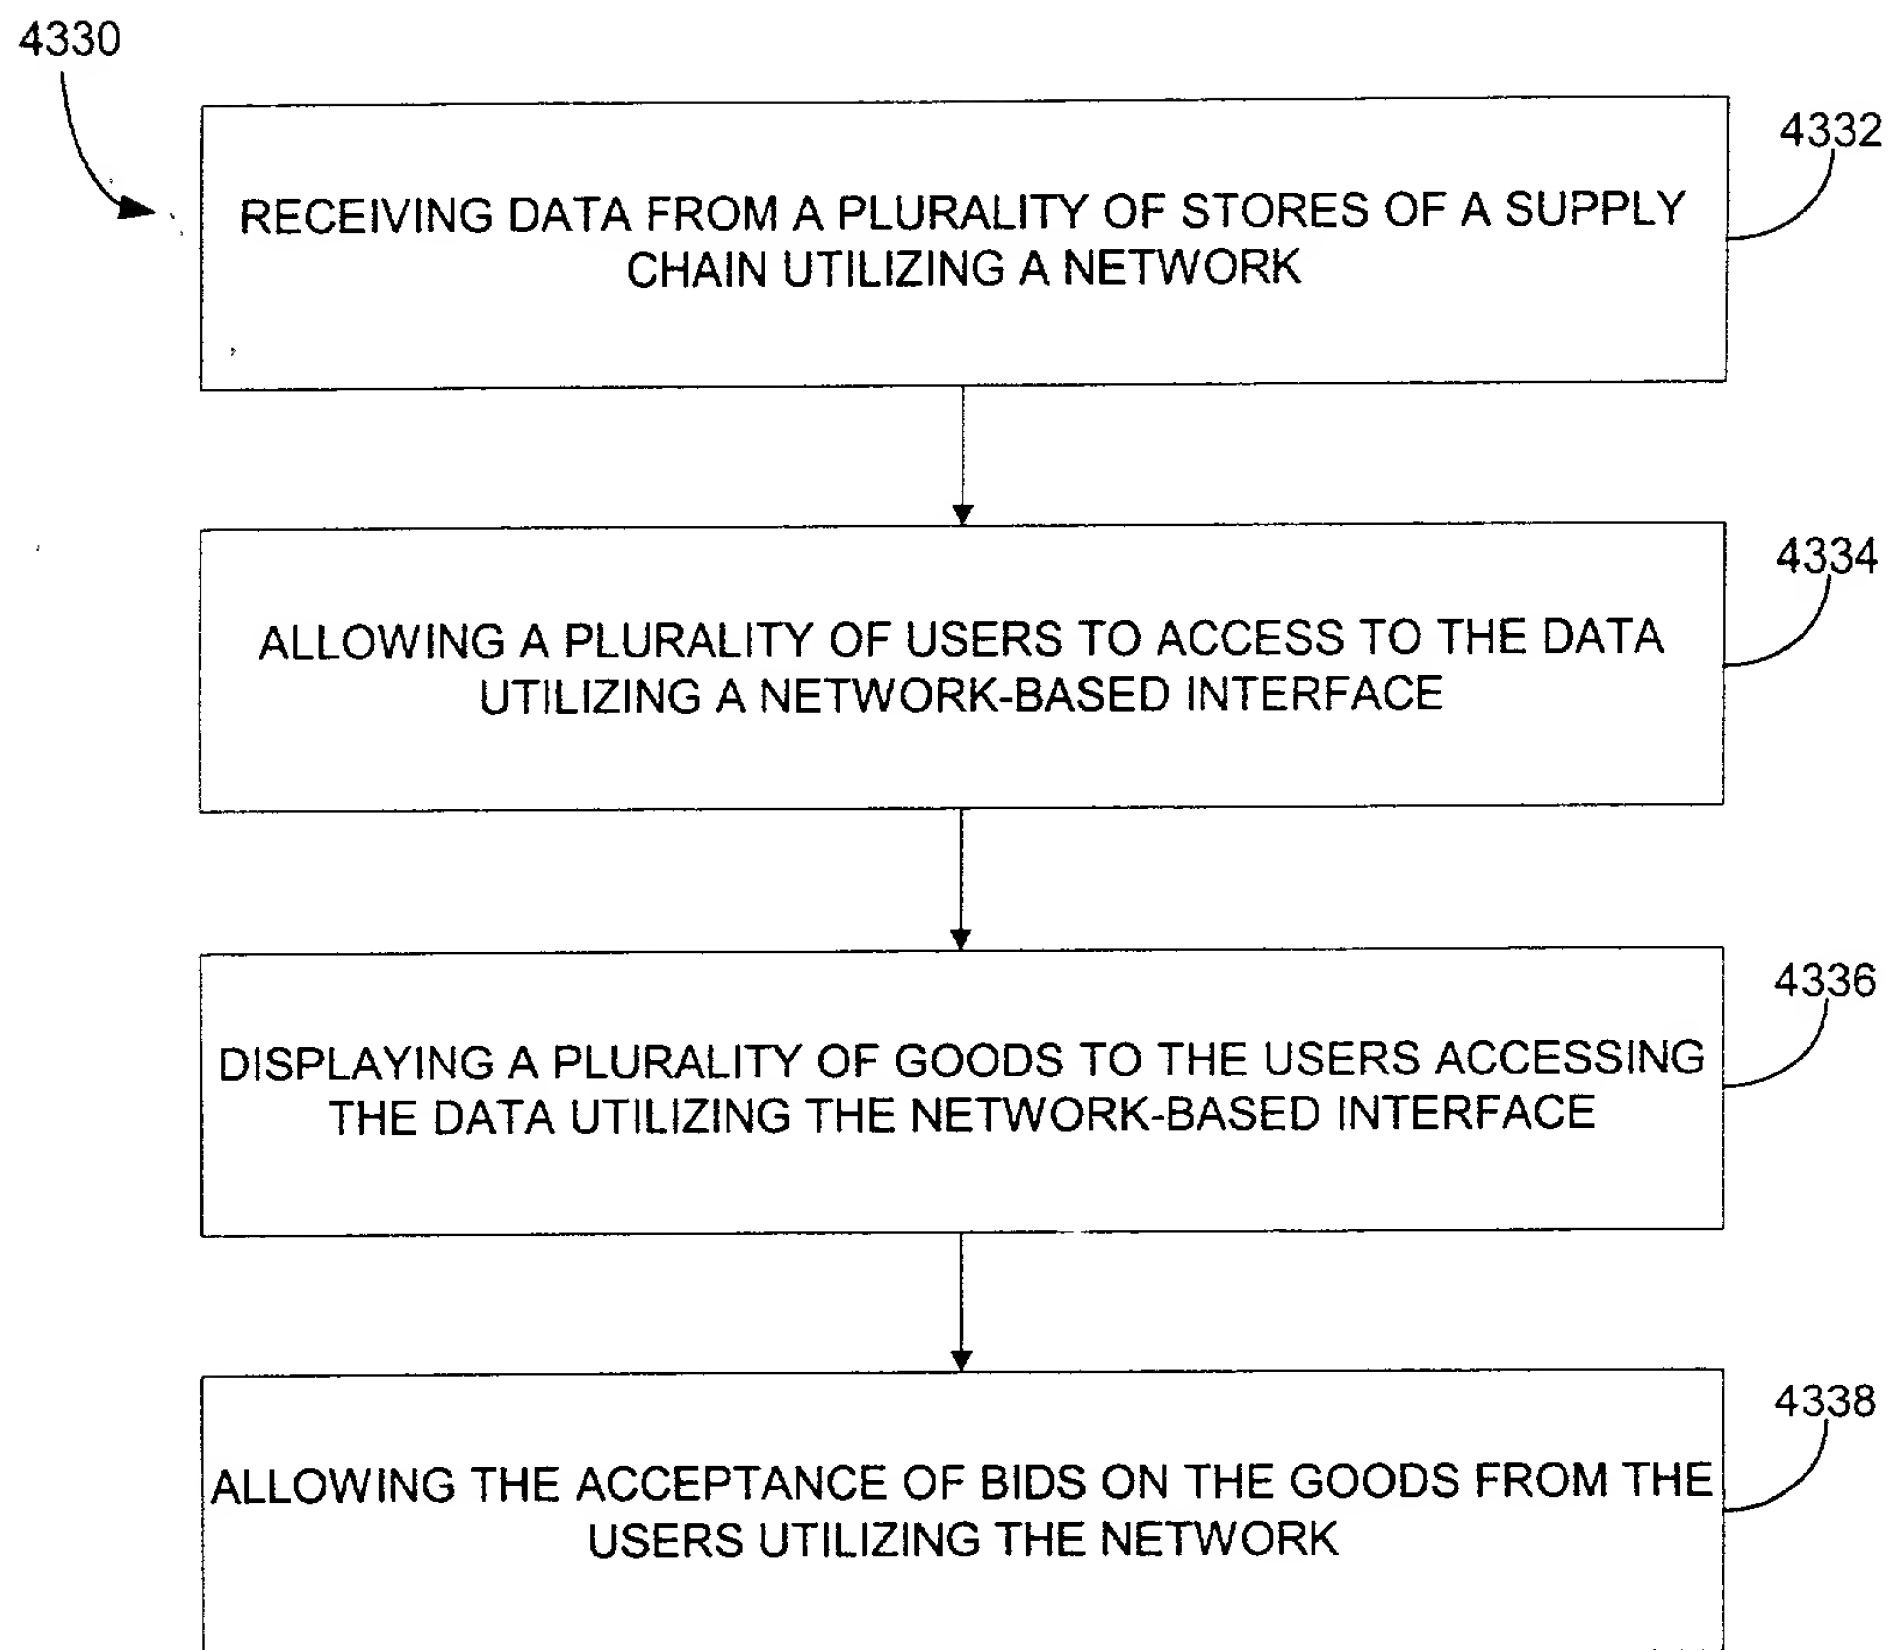 4330
4332
RECEIVING DATA FROM A PLURALITY OF STORES OF A SUPPLY
CHAIN UTILIZING A NETWORK
4334
ALLOWING A PLURALITY OF USERS TO ACCESS TO THE DATA
UTILIZING A NETWORK-BASED INTERFACE
4336
DISPLAYING A PLURALITY OF GOODS TO THE USERS ACCESSING
THE DATA UTILIZING THE NETWORK-BASED INTERFACE
4338
ALLOWING THE ACCEPTANCE OF BIDS ON THE GOODS FROM THE
USERS UTILIZING THE NETWORK